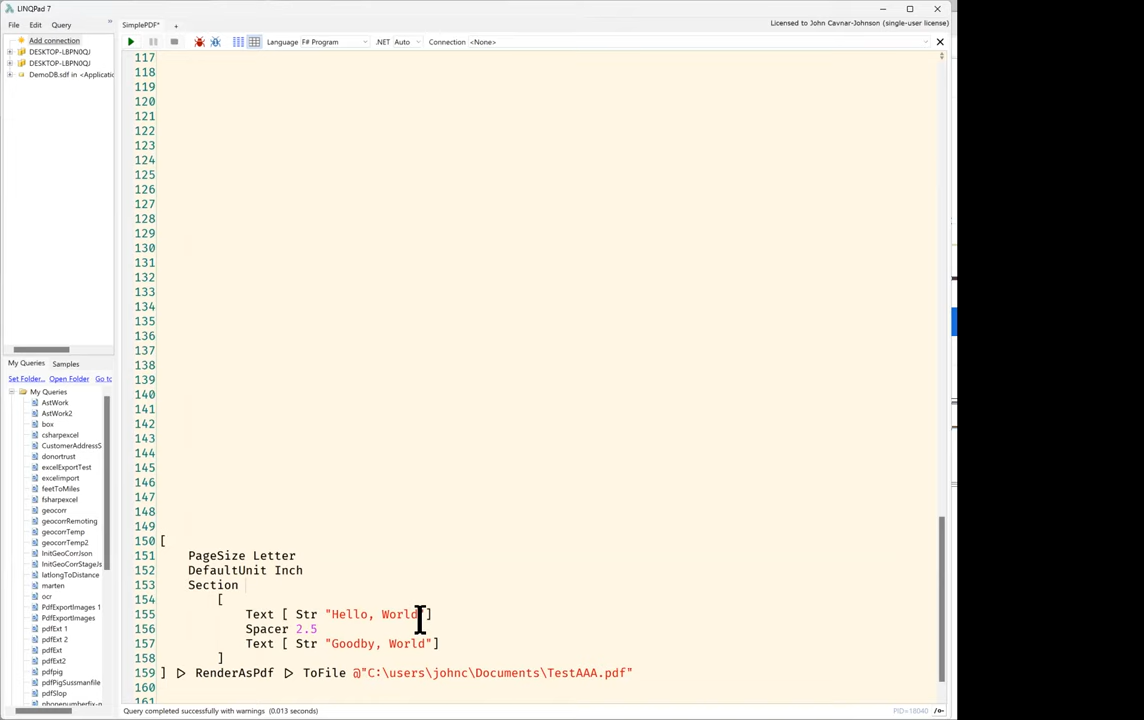 LINQPad 7
File Edit Query
SimplePDF*
+
Licensed to John Cavnar-Johnson (single-user license)
Language F# Program .NET Auto Connection <None>
Add connection
DESKTOP-LBPN0QJ
DESKTOP-LBPN0QJ
DemoDB.sdf in <Applicatic
My Queries Samples
Set Folder... Open Folder Go to
My Queries
AstWork
AstWork2
box
csharpexcel
CustomerAddressS
donortrust
excelExportTest
excelimport
feetToMiles
fsharpexcel
geocorr
geocorrRemoting
geocorrTemp
geocorrTemp2
InitGeoCorrJson
InitGeoCorrStageJs
latlongToDistance
marten
ocr
PdfExportImages 1
PdfExportImages
pdfExt 1
pdfExt 2
pdfExt
pdfExt2
pdfpig
pdfPigSussmanfile
pdfSlop
phonenumberfix-n
117
118
119
120
121
122
123
124
125
126
127
128
129
130
131
132
133
134
135
136
137
138
139
140
141
142
143
144
145
146
147
148
149
150 [
151 PageSize Letter
152 DefaultUnit Inch
153 Section
154 [
155 Text [ Str "Hello, World"]
156 Spacer 2.5
157 Text [ Str "Goodby, World"]
158 ]
159 ] ▷ RenderAsPdf ▷ ToFile @"C:\users\johnc\Documents\TestAAA.pdf"
160
161
Query completed successfully with warnings (0.013 seconds)
PID=18040 /o-